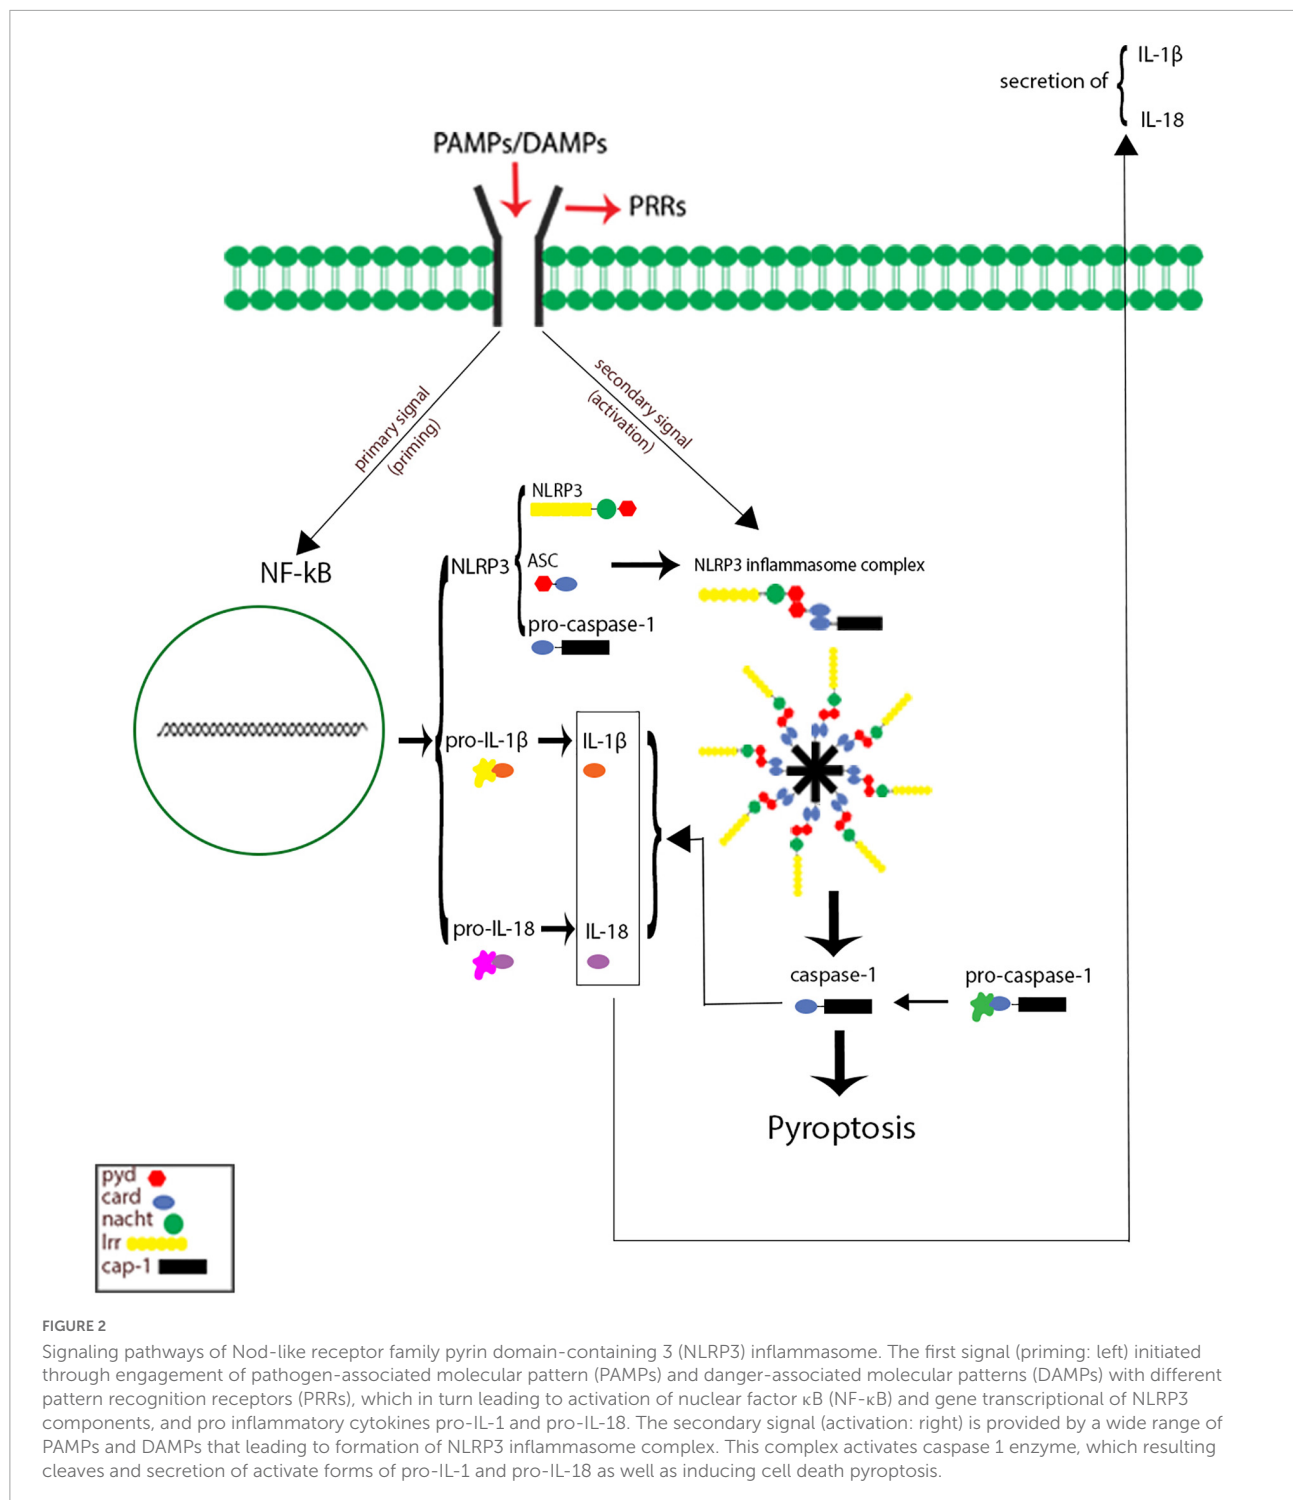 IL-1β
secretion of
IL-18
PAMPs/DAMPs
PRRs
primary signal
(priming)
secondary signal
(activation)
NF-kB
NLRP3
NLRP3
ASC
pro-caspase-1
NLRP3 inflammasome complex
pro-IL-1β
IL-1β
pro-IL-18
IL-18
caspase-1
pro-caspase-1
Pyroptosis
pyd
card
nacht
lrr
cap-1
FIGURE 2
Signaling pathways of Nod-like receptor family pyrin domain-containing 3 (NLRP3) inflammasome. The first signal (priming: left) initiated
through engagement of pathogen-associated molecular pattern (PAMPs) and danger-associated molecular patterns (DAMPs) with different
pattern recognition receptors (PRRs), which in turn leading to activation of nuclear factor κB (NF-κB) and gene transcriptional of NLRP3
components, and pro inflammatory cytokines pro-IL-1 and pro-IL-18. The secondary signal (activation: right) is provided by a wide range of
PAMPs and DAMPs that leading to formation of NLRP3 inflammasome complex. This complex activates caspase 1 enzyme, which resulting
cleaves and secretion of activate forms of pro-IL-1 and pro-IL-18 as well as inducing cell death pyroptosis.